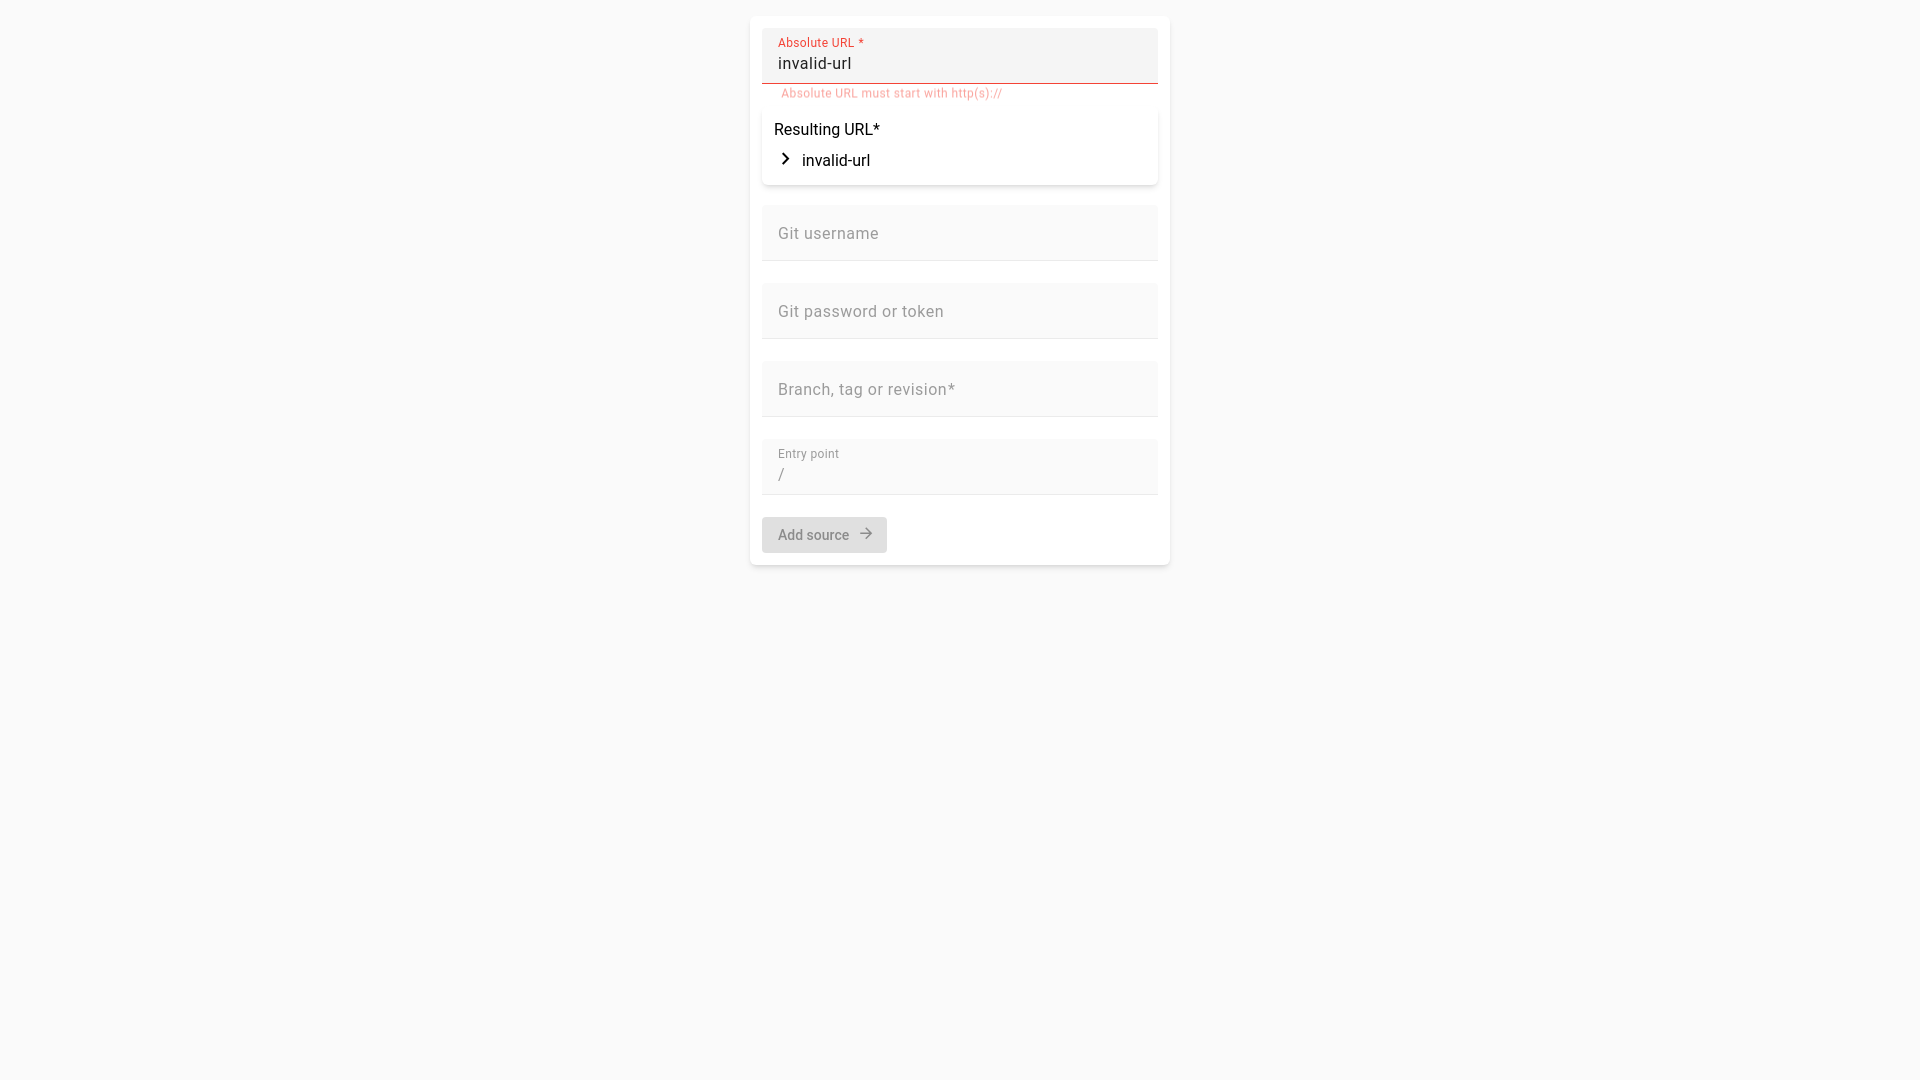 Absolute URL *
invalid-url
Absolute URL must start with http(s)://
Resulting URL*
invalid-url
Git username
Git password or token
Branch, tag or revision*
Entry point
/
Add source